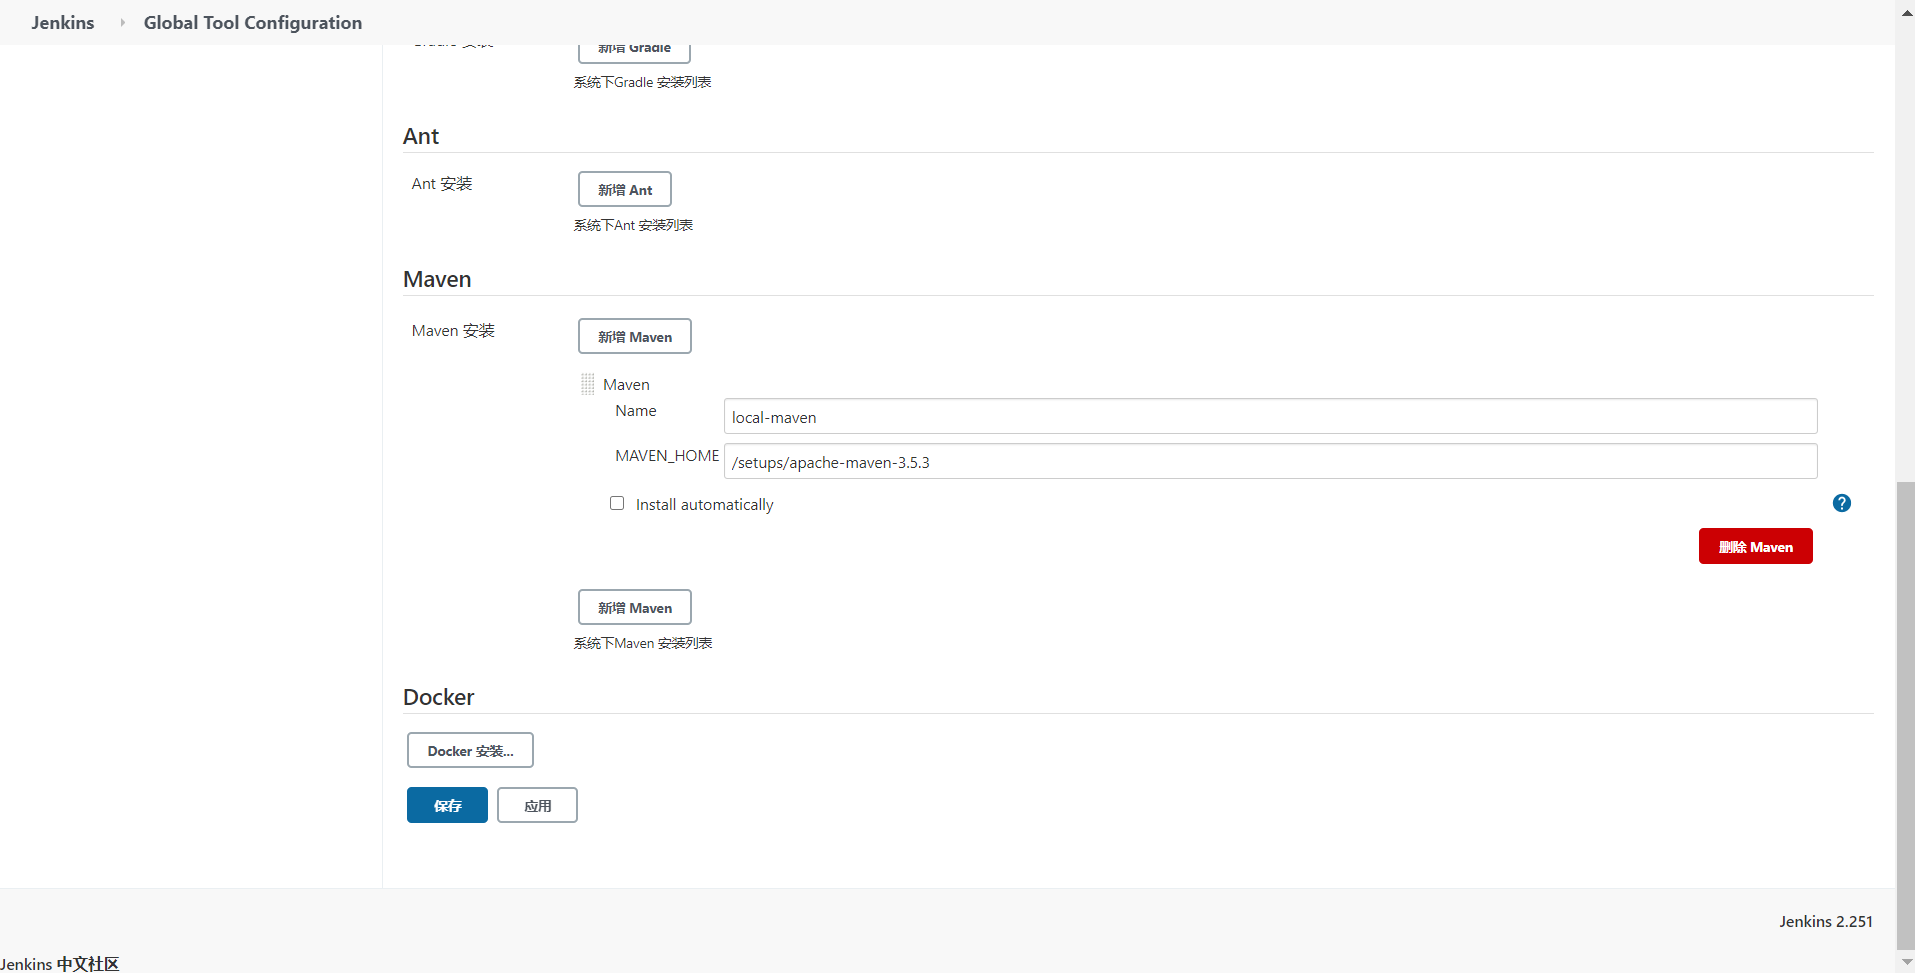 Jenkins
Global Tool Configuration
Gradle 安装
新增 Gradle
系统下Gradle 安装列表
Ant
Ant 安装
新增 Ant
系统下Ant 安装列表
Maven
Maven 安装
新增 Maven
Maven
Name
local-maven
MAVEN_HOME
/setups/apache-maven-3.5.3
Install automatically
?
删除 Maven
新增 Maven
系统下Maven 安装列表
Docker
Docker 安装...
保存
应用
Jenkins 2.251
Jenkins 中文社区